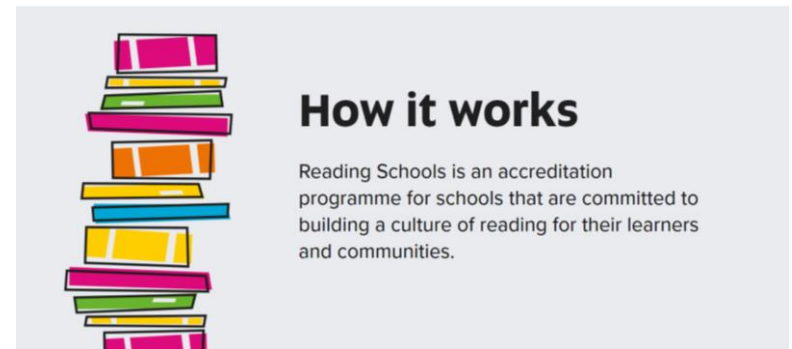 How it works
Reading Schools is an accreditation
programme for schools that are committed to
building a culture of reading for their learners
and communities.